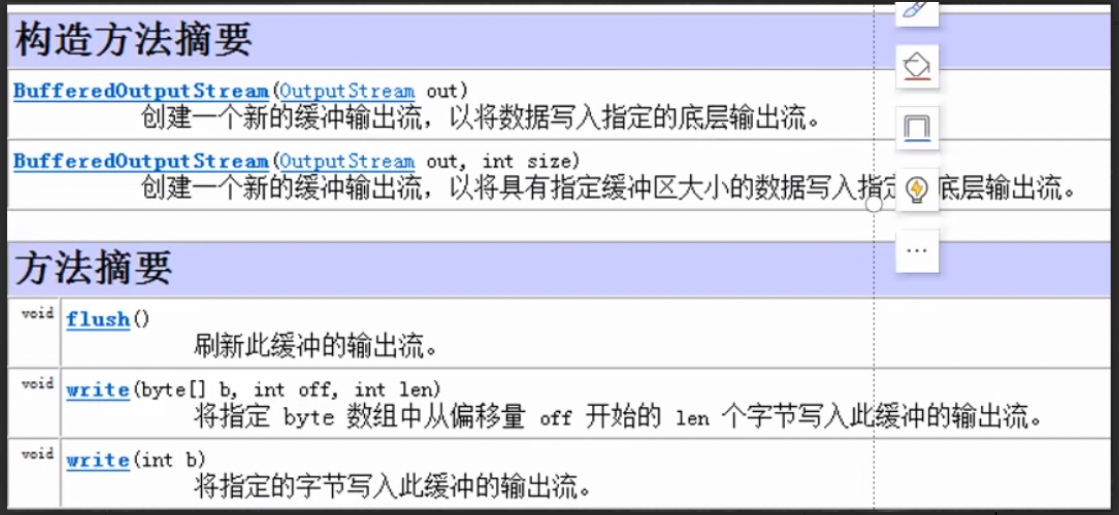 构造方法摘要
BufferedOutputStream(OutputStream out)
创建一个新的缓冲输出流，以将数据写入指定的底层输出流。
BufferedOutputStream(OutputStream out, int size)
创建一个新的缓冲输出流，以将具有指定缓冲区大小的数据写入指定底层输出流。
方法摘要
void flush()
刷新此缓冲的输出流。
void write(byte[] b, int off, int len)
将指定 byte 数组中从偏移量 off 开始的 len 个字节写入此缓冲的输出流。
void write(int b)
将指定的字节写入此缓冲的输出流。